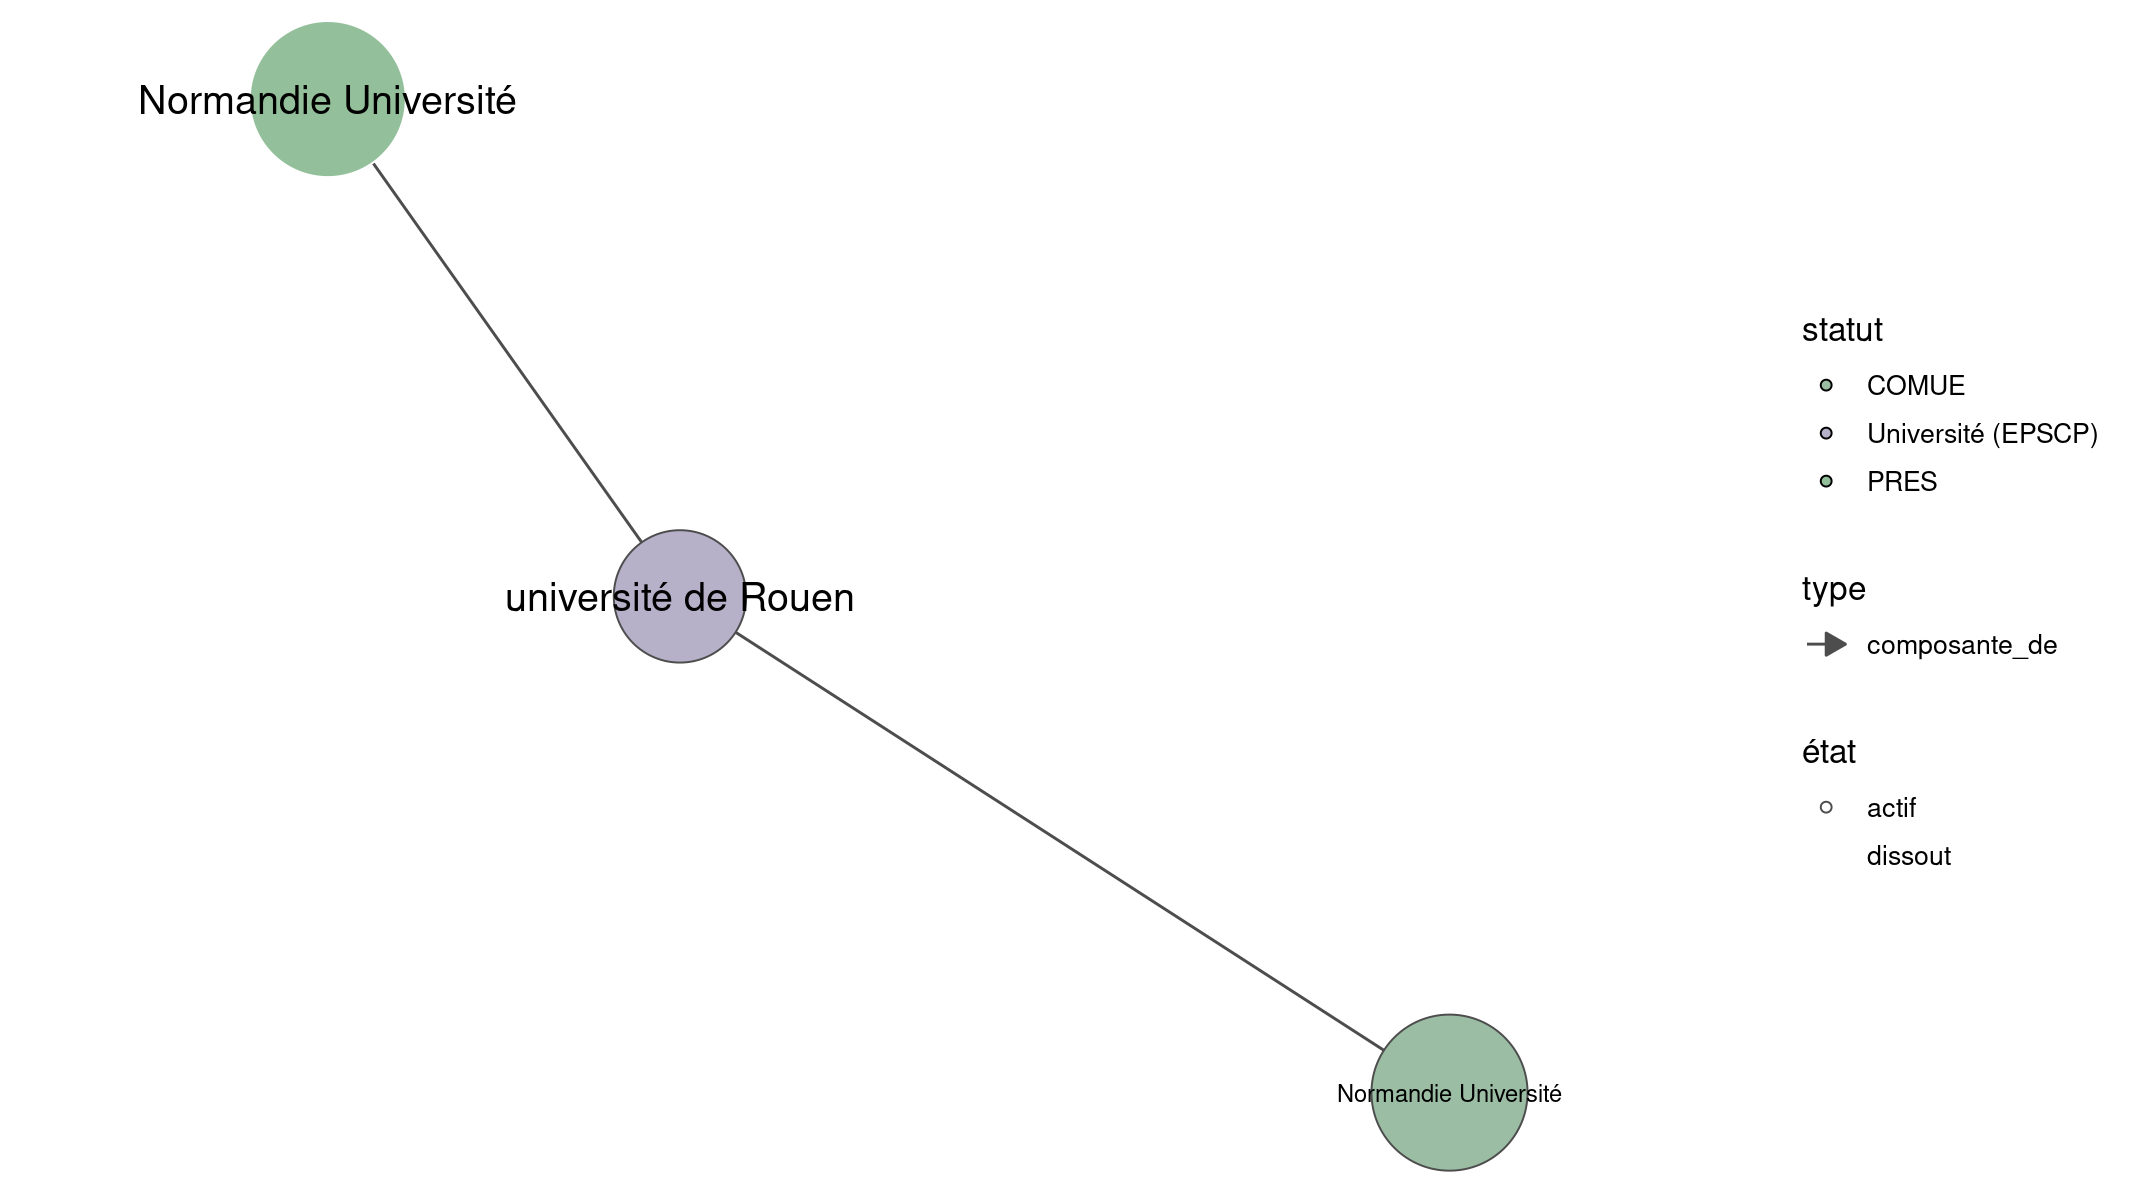 Normandie Université
université de Rouen
Normandie Université
statut
COMUE
Université (EPSCP)
PRES
type
composante_de
état
actif
dissout